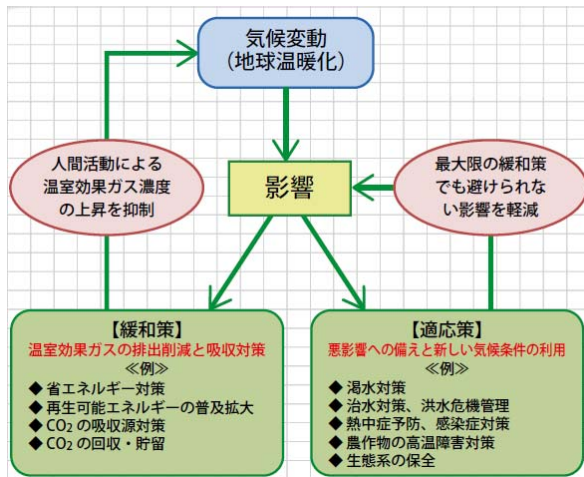 気候変動
（地球温暖化）
人間活動による
温室効果ガス濃度
の上昇を抑制
影響
最大限の緩和策
でも避けられな
い影響を軽減
【緩和策】
温室効果ガスの排出削減と吸収対策
≪例≫
◆ 省エネルギー対策
◆ 再生可能エネルギーの普及拡大
◆ CO₂ の吸収源対策
◆ CO₂ の回収・貯留
【適応策】
悪影響への備えと新しい気候条件の利用
≪例≫
◆ 渇水対策
◆ 治水対策、洪水危機管理
◆ 熱中症予防、感染症対策
◆ 農作物の高温障害対策
◆ 生態系の保全